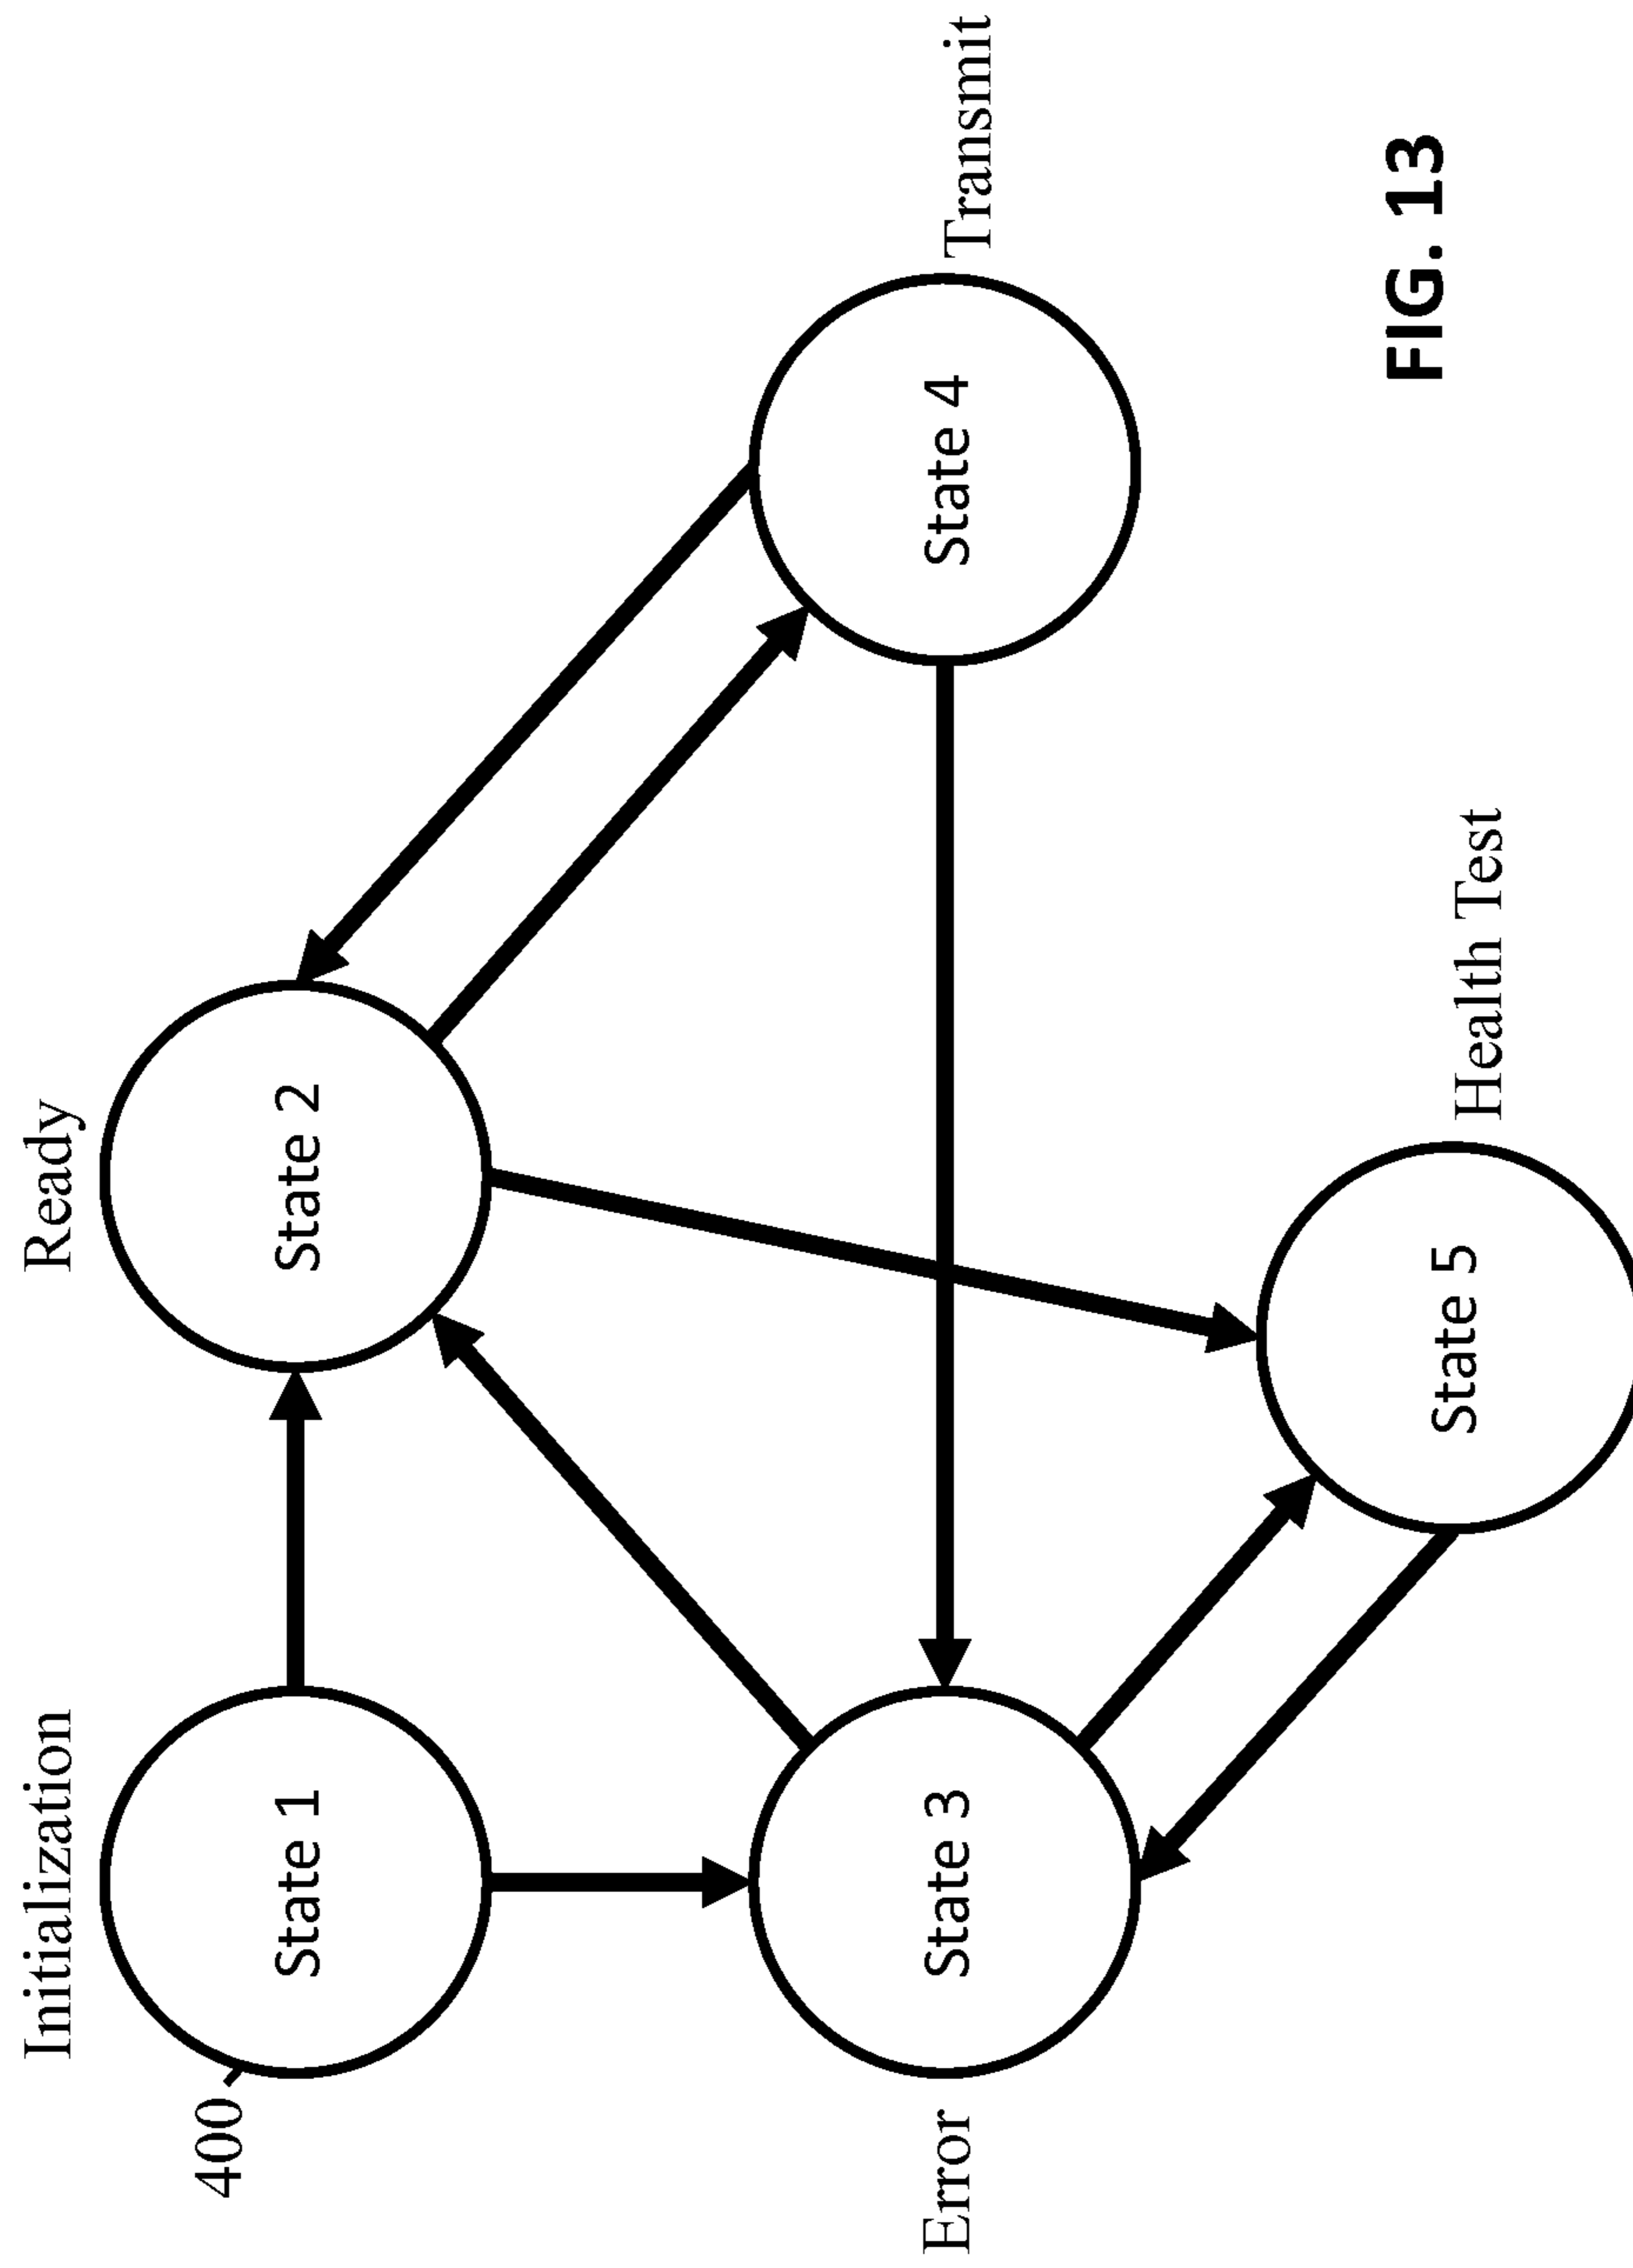 Initialization
Ready
400
State 1
State 2
Error
State 3
State 4
Transmit
State 5
Health Test
FIG. 13